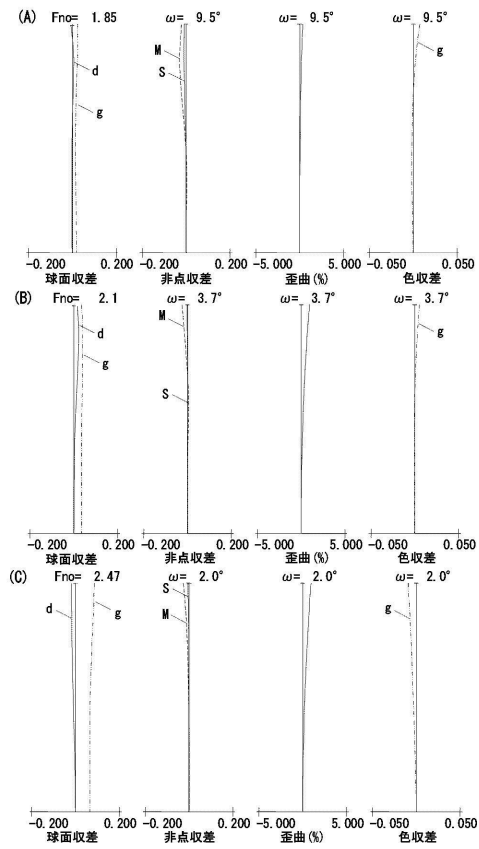 (A) Fno= 1.85 ω= 9.5° ω= 9.5° ω= 9.5°
d
g
M
S
g
-0.200 0.200 -0.200 0.200 -5.000 5.000 -0.050 0.050
球面収差 非点収差 歪曲(%) 色収差
(B) Fno= 2.1 ω= 3.7° ω= 3.7° ω= 3.7°
d
g
M
S
g
-0.200 0.200 -0.200 0.200 -5.000 5.000 -0.050 0.050
球面収差 非点収差 歪曲(%) 色収差
(C) Fno= 2.47 ω= 2.0° ω= 2.0° ω= 2.0°
d
g
S
M
g
-0.200 0.200 -0.200 0.200 -5.000 5.000 -0.050 0.050
球面収差 非点収差 歪曲(%) 色収差